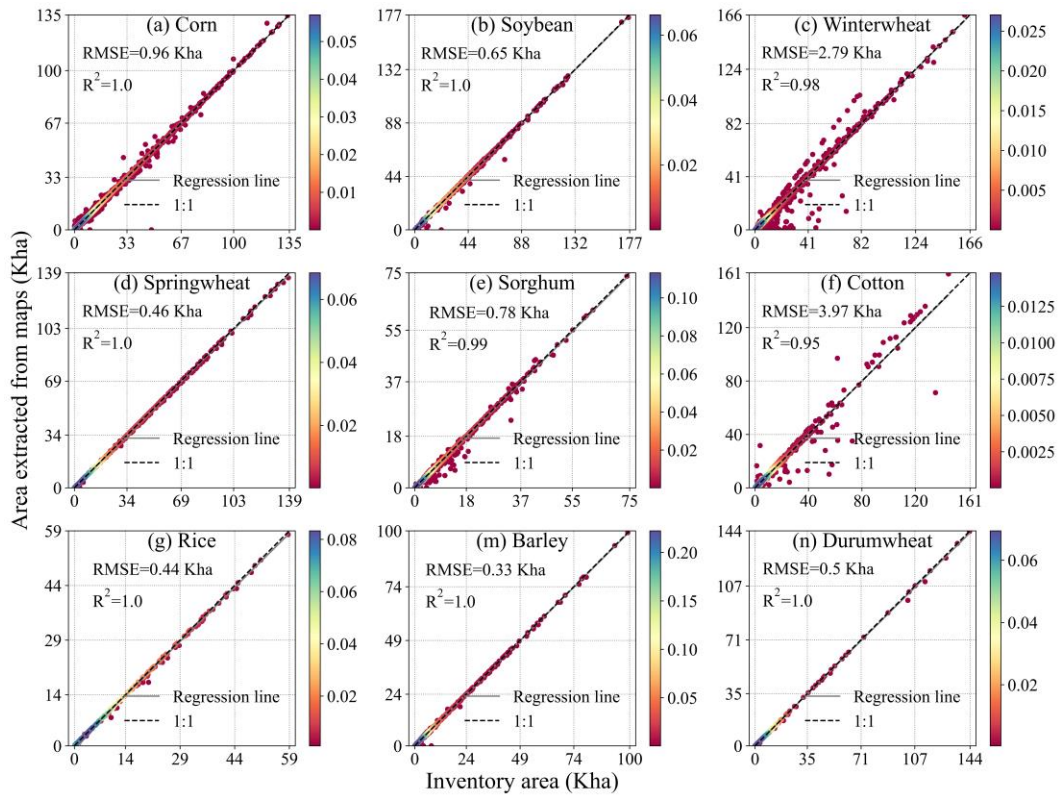 Area extracted from maps (Kha)
(a) Corn
RMSE=0.96 Kha
R²=1.0
Regression line
1:1
135
100
67
33
0
0 33 67 100 135
0.05
0.04
0.03
0.02
0.01
(b) Soybean
RMSE=0.65 Kha
R²=1.0
Regression line
1:1
177
132
88
44
0
0 44 88 132 177
0.06
0.04
0.02
(c) Winterwheat
RMSE=2.79 Kha
R²=0.98
Regression line
1:1
166
124
82
41
0
0 41 82 124 166
0.025
0.020
0.015
0.010
0.005
(d) Springwheat
RMSE=0.46 Kha
R²=1.0
Regression line
1:1
139
103
69
34
0
0 34 69 103 139
0.06
0.04
0.02
(e) Sorghum
RMSE=0.78 Kha
R²=0.99
Regression line
1:1
75
55
37
18
0
0 18 37 55 75
0.10
0.08
0.06
0.04
0.02
(f) Cotton
RMSE=3.97 Kha
R²=0.95
Regression line
1:1
161
120
80
40
0
0 40 80 120 161
0.0125
0.0100
0.0075
0.0050
0.0025
(g) Rice
RMSE=0.44 Kha
R²=1.0
Regression line
1:1
59
44
29
14
0
0 14 29 44 59
0.08
0.06
0.04
0.02
(m) Barley
RMSE=0.33 Kha
R²=1.0
Regression line
1:1
100
74
49
24
0
0 24 49 74 100
0.20
0.15
0.10
0.05
(n) Durumwheat
RMSE=0.5 Kha
R²=1.0
Regression line
1:1
144
107
71
35
0
0 35 71 107 144
0.06
0.04
0.02
Inventory area (Kha)